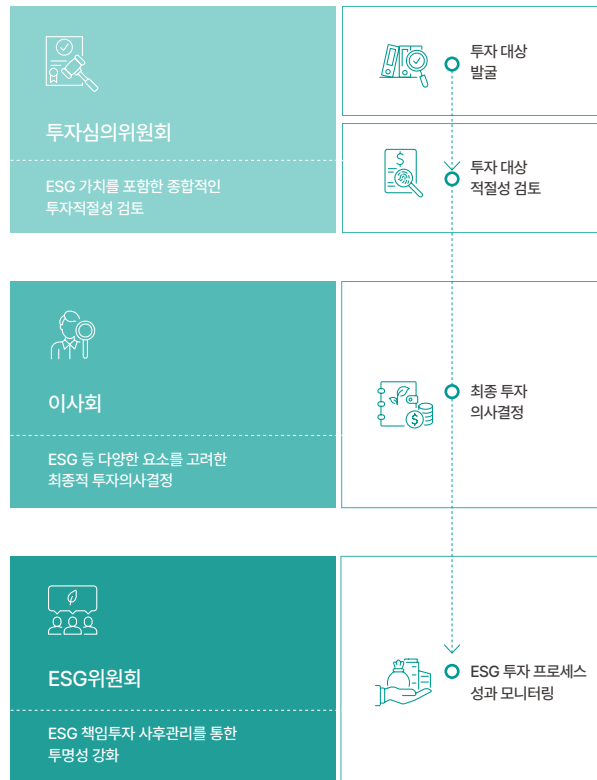 투자심의위원회
ESG 가치를 포함한 종합적인
투자적절성 검토
투자 대상
발굴
투자 대상
적절성 검토
이사회
ESG 등 다양한 요소를 고려한
최종적 투자의사결정
최종 투자
의사결정
ESG위원회
ESG 책임투자 사후관리를 통한
투명성 강화
ESG 투자 프로세스
성과 모니터링